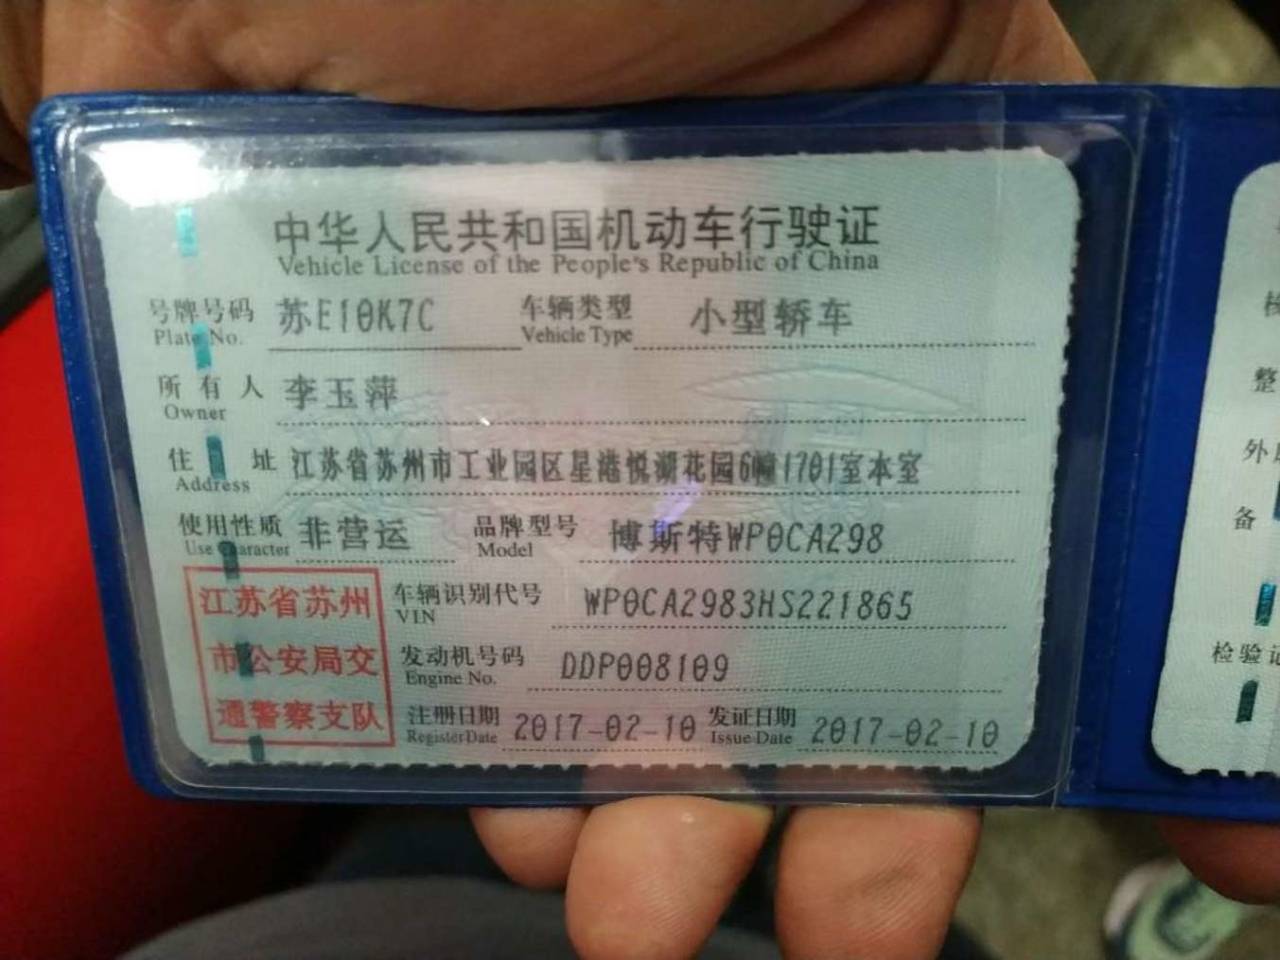 中华人民共和国机动车行驶证
Vehicle License of the People's Republic of China
号牌号码 苏E10K7C 车辆类型 小型轿车
Plate No. Vehicle Type
所有人 李玉萍
Owner
住址 江苏省苏州市工业园区星港悦湖花园6幢1701室本室
Address
使用性质 非营运 品牌型号 博斯特WP0CA298
Use Character Model
车辆识别代号 WP0CA2983HS221865
VIN
发动机号码 DDP008109
Engine No.
注册日期 2017-02-10 发证日期 2017-02-10
Register Date Issue Date
江苏省苏州
市公安局交
通警察支队
整
外
备
检验